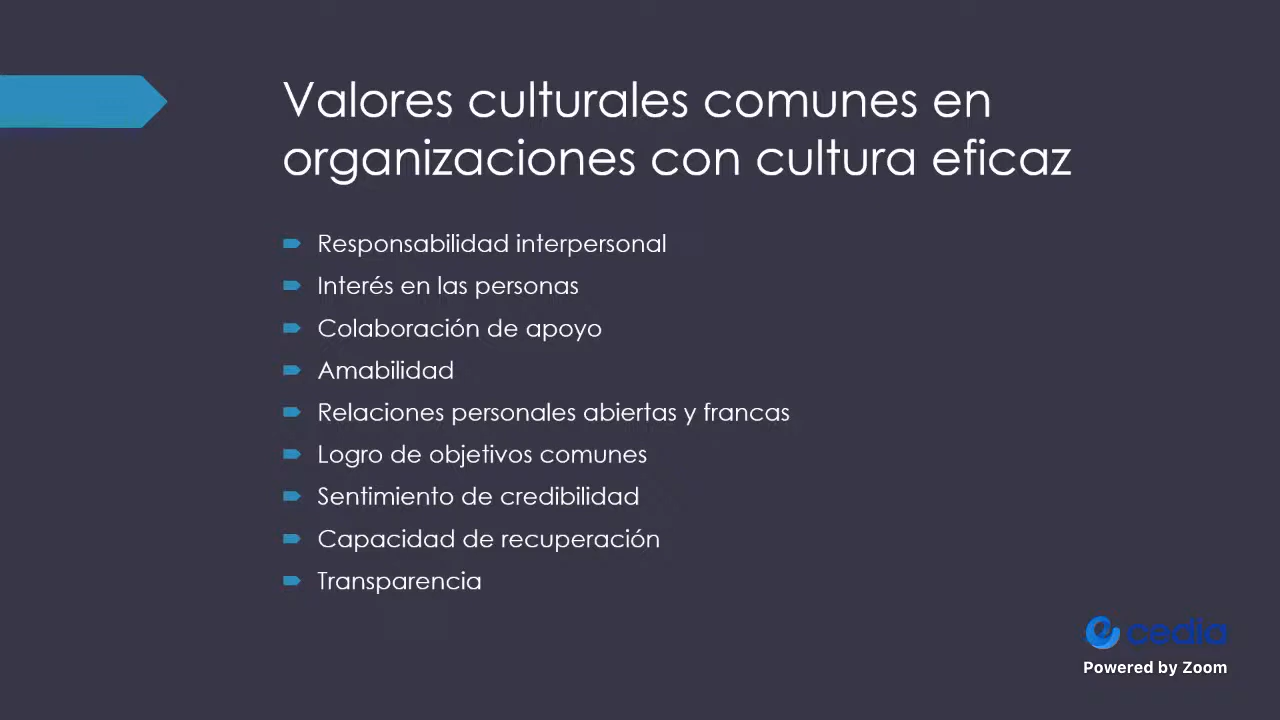 Valores culturales comunes en
organizaciones con cultura eficaz
Responsabilidad interpersonal
Interés en las personas
Colaboración de apoyo
Amabilidad
Relaciones personales abiertas y francas
Logro de objetivos comunes
Sentimiento de credibilidad
Capacidad de recuperación
Transparencia
cedia
Powered by Zoom